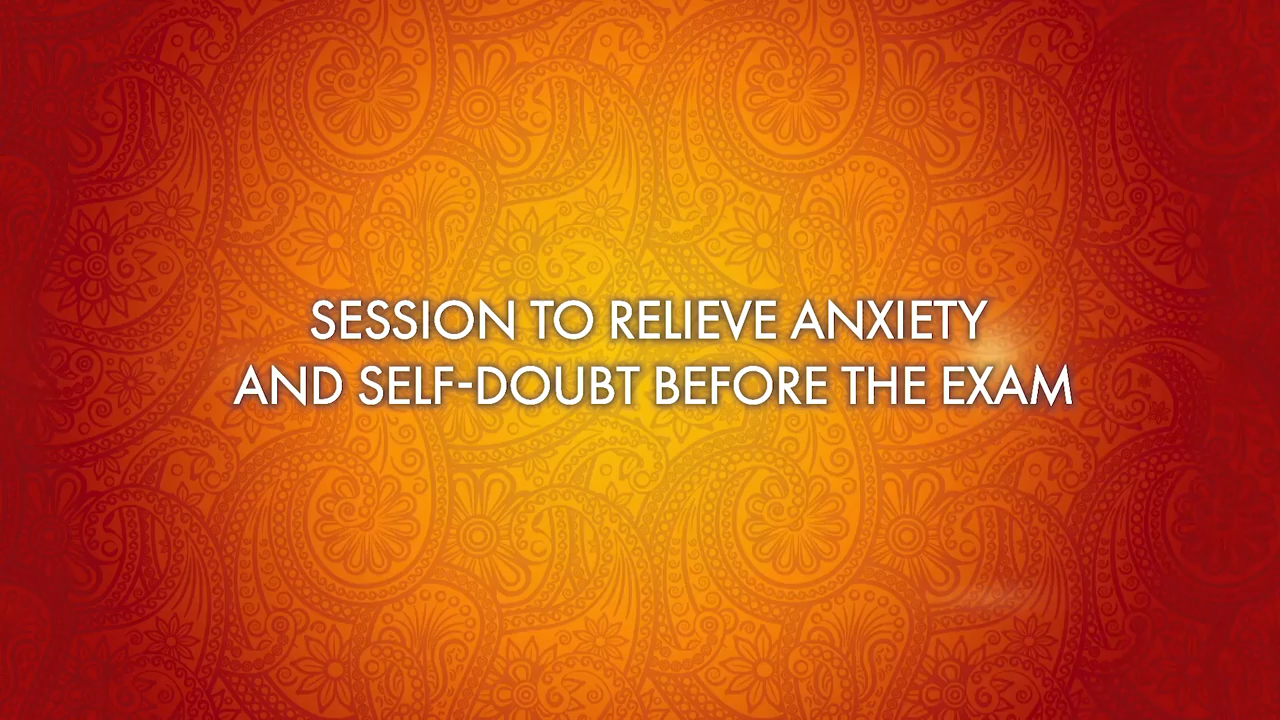 SESSION TO RELIEVE ANXIETY
AND SELF-DOUBT BEFORE THE EXAM